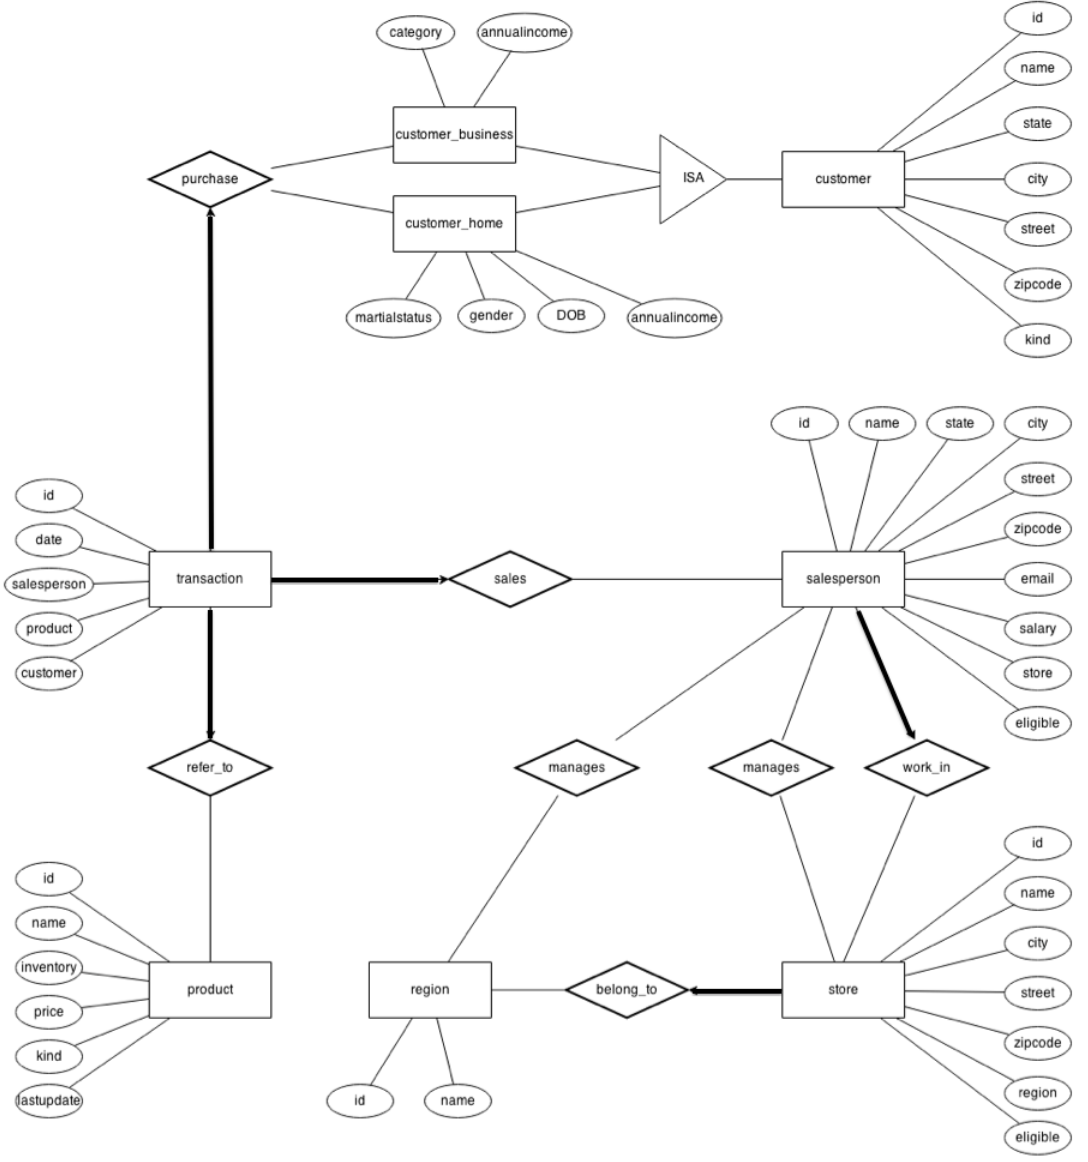 id
category
annualincome
name
state
customer_business
purchase
ISA
customer
city
customer_home
street
zipcode
martialstatus
gender
DOB
annualincome
kind
id
name
state
city
street
id
zipcode
date
transaction
sales
salesperson
email
salesperson
product
salary
customer
store
eligible
refer_to
manages
manages
work_in
id
id
name
name
city
inventory
product
region
belong_to
store
street
price
zipcode
kind
region
lastupdate
id
name
eligible